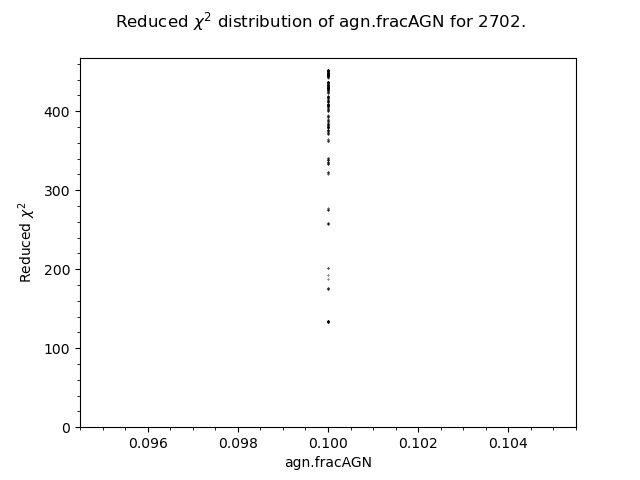 Reduced χ² distribution of agn.fracAGN for 2702.
Reduced χ²
400
300
200
100
0
0.096 0.098 0.100 0.102 0.104
agn.fracAGN